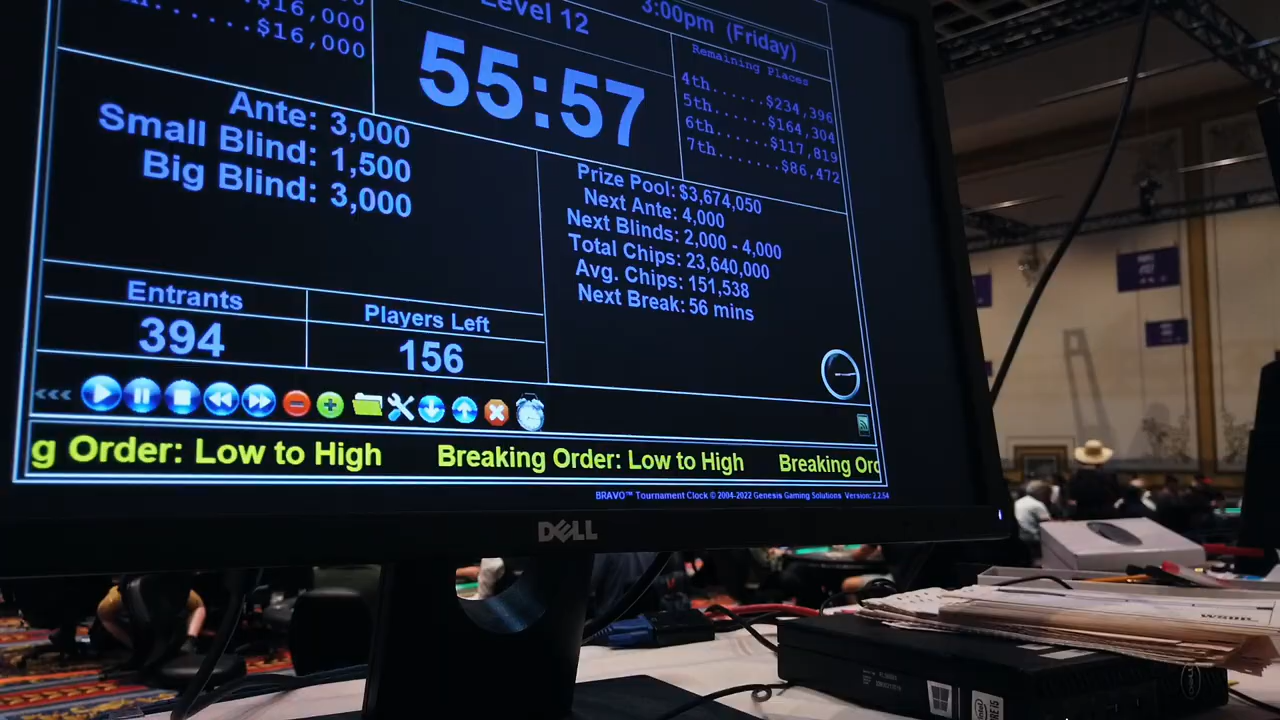 $16,000
$16,000
Level 12
3:00pm (Friday)
55:57
Remaining Places
4th......$234,396
5th......$164,304
6th......$117,819
7th.......$86,472
Ante: 3,000
Small Blind: 1,500
Big Blind: 3,000
Prize Pool: $3,674,050
Next Ante: 4,000
Next Blinds: 2,000 - 4,000
Total Chips: 23,640,000
Avg. Chips: 151,538
Next Break: 56 mins
Entrants
394
Players Left
156
<<<
g Order: Low to High Breaking Order: Low to High Breaking Ord
BRAVO™ Tournament Clock © 2004-2022 Genesis Gaming Solutions Version: 2.2.54
DELL